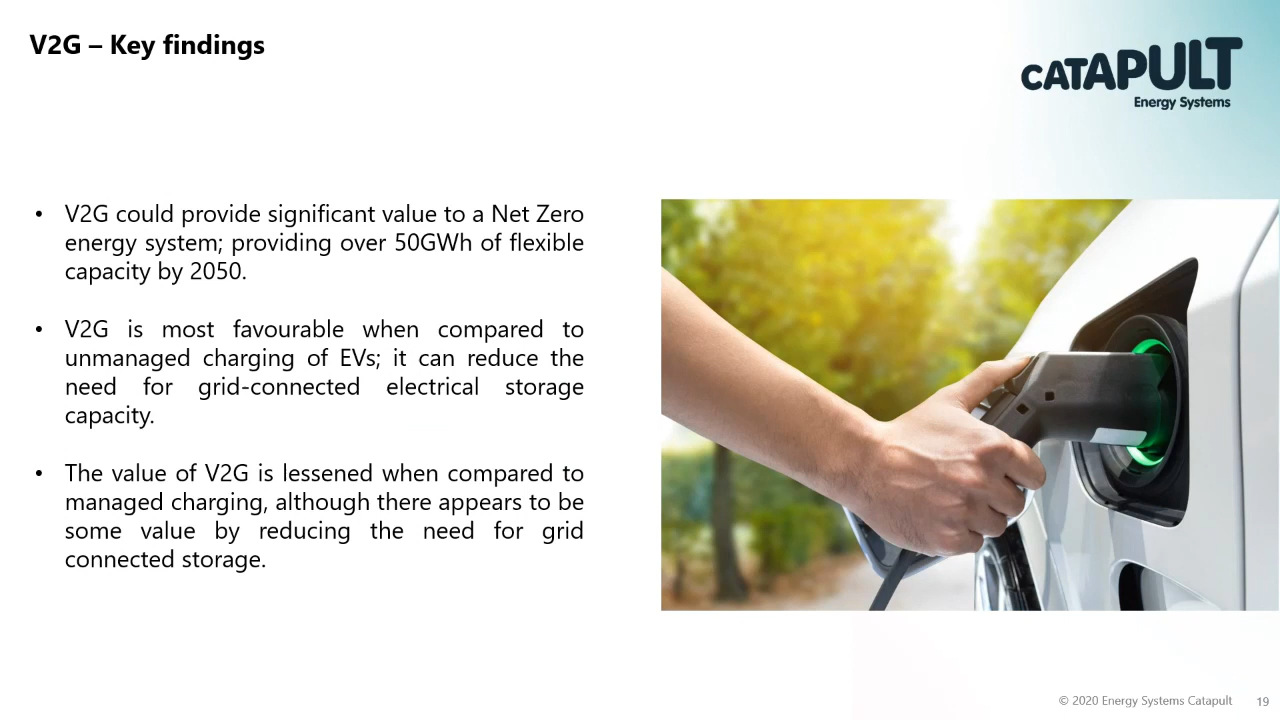 V2G – Key findings
CATAPULT
Energy Systems
• V2G could provide significant value to a Net Zero
energy system; providing over 50GWh of flexible
capacity by 2050.
• V2G is most favourable when compared to
unmanaged charging of EVs; it can reduce the
need for grid-connected electrical storage
capacity.
• The value of V2G is lessened when compared to
managed charging, although there appears to be
some value by reducing the need for grid
connected storage.
© 2020 Energy Systems Catapult
19